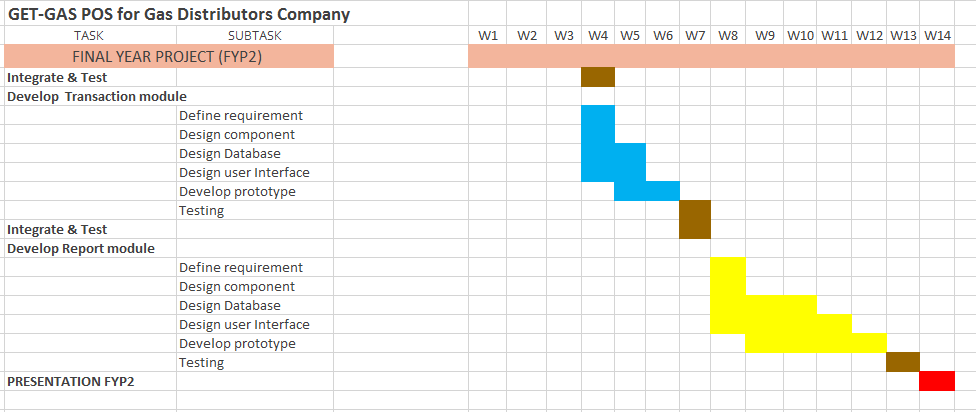 GET-GAS POS for Gas Distributors Company
TASK SUBTASK W1 W2 W3 W4 W5 W6 W7 W8 W9 W10 W11 W12 W13 W14
FINAL YEAR PROJECT (FYP2)
Integrate & Test
Develop Transaction module
Define requirement
Design component
Design Database
Design user Interface
Develop prototype
Testing
Integrate & Test
Develop Report module
Define requirement
Design component
Design Database
Design user Interface
Develop prototype
Testing
PRESENTATION FYP2